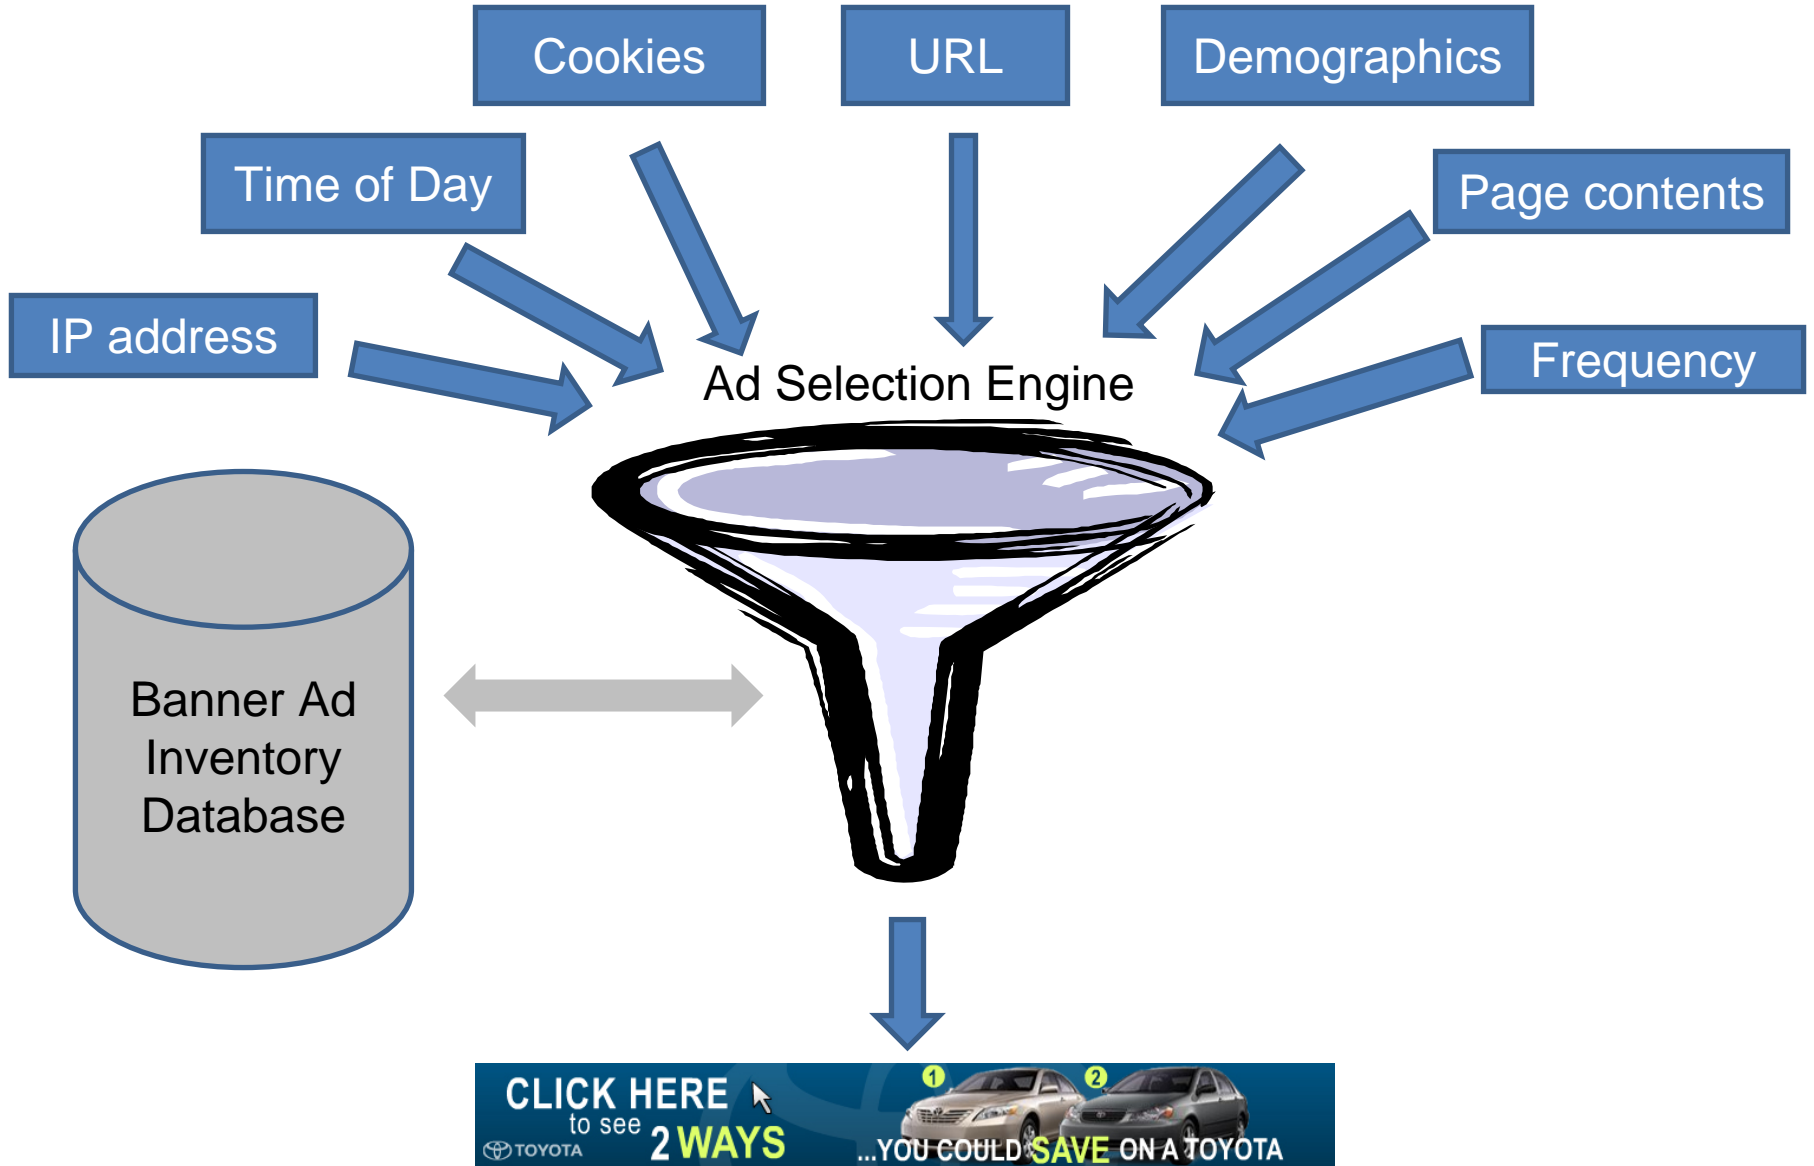 Cookies
URL
Demographics
Time of Day
Page contents
IP address
Frequency
Ad Selection Engine
Banner Ad
Inventory
Database
CLICK HERE
to see
2 WAYS
TOYOTA
1
2
...YOU COULD SAVE ON A TOYOTA